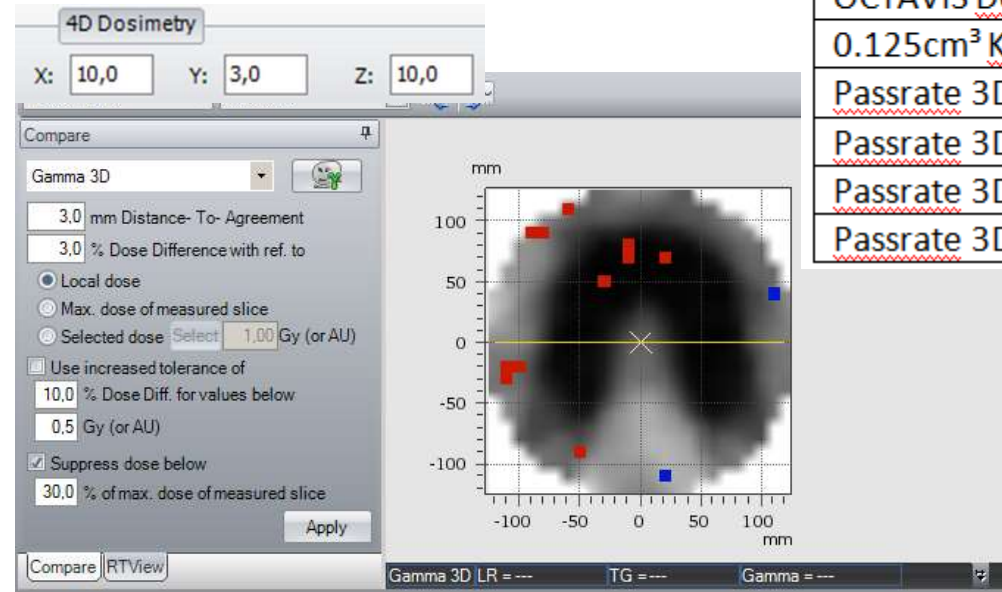 4D Dosimetry
X: 10,0 Y: 3,0 Z: 10,0
Compare
Gamma 3D
3,0 mm Distance- To- Agreement
3,0 % Dose Difference with ref. to
Local dose
Max. dose of measured slice
Selected dose Select 1,00 Gy (or AU)
Use increased tolerance of
10,0 % Dose Diff. for values below
0,5 Gy (or AU)
Suppress dose below
30,0 % of max. dose of measured slice
Apply
Compare RTView
mm
100
50
0
-50
-100
-100 -50 0 50 100
mm
Gamma 3D LR = --- TG =--- Gamma = ---
0.125cm³
Passrate
Passrate
Passrate
Passrate